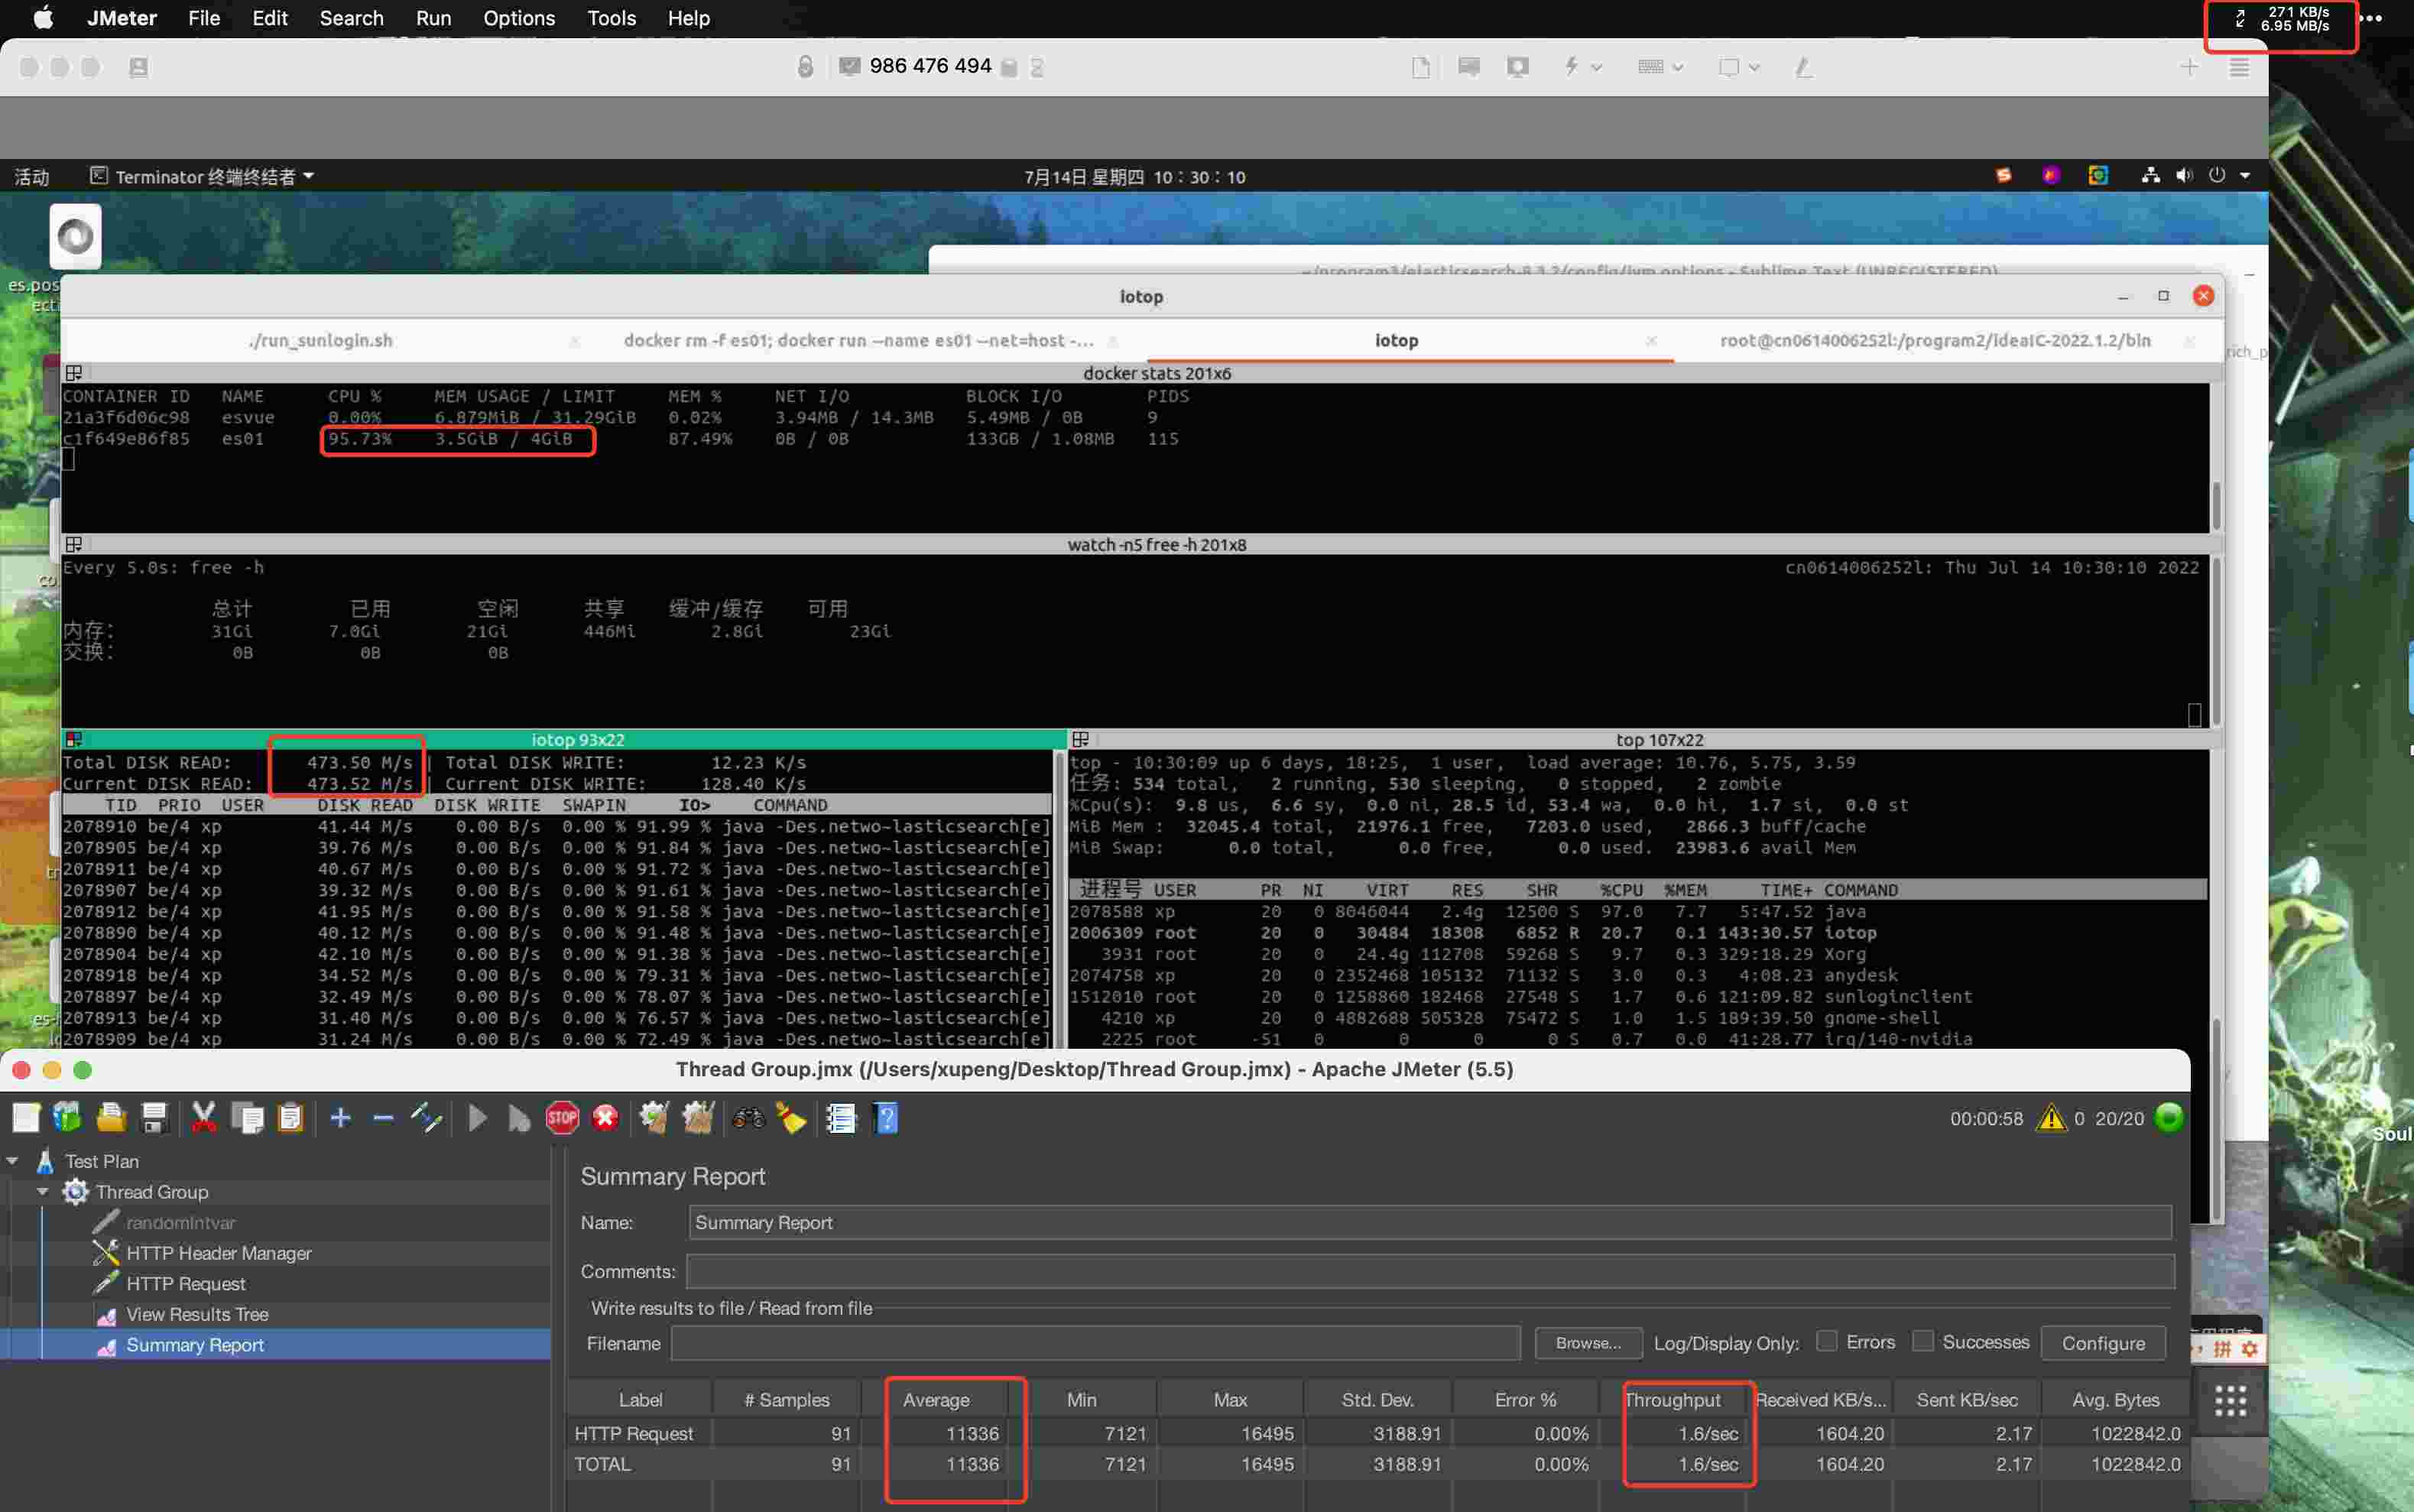 JMeter File Edit Search Run Options Tools Help
271 KB/s
6.95 MB/s
986 476 494
活动 Terminator 终端终结者 7月14日 星期四 10：30：10
~/program3/elasticsearch-8.3.2/config/jvm.options - Sublime Text (UNREGISTERED)
es.pos
ecti
iotop
./run_sunlogin.sh docker rm -f es01; docker run --name es01 --net=host -... iotop root@cn0614006252l:/program2/ideaIC-2022.1.2/bin
rich_p
docker stats 201x6
CONTAINER ID NAME CPU % MEM USAGE / LIMIT MEM % NET I/O BLOCK I/O PIDS
21a3f6d06c98 esvue 0.00% 6.879MiB / 31.29GiB 0.02% 3.94MB / 14.3MB 5.49MB / 0B 9
c1f649e86f85 es01 95.73% 3.5GiB / 4GiB 87.49% 0B / 0B 133GB / 1.08MB 115
watch -n5 free -h 201x8
Every 5.0s: free -h cn0614006252l: Thu Jul 14 10:30:10 2022
总计 已用 空闲 共享 缓冲/缓存 可用
内存： 31Gi 7.0Gi 21Gi 446Mi 2.8Gi 23Gi
交换： 0B 0B 0B
iotop 93x22
Total DISK READ: 473.50 M/s | Total DISK WRITE: 12.23 K/s
Current DISK READ: 473.52 M/s | Current DISK WRITE: 128.40 K/s
TID PRIO USER DISK READ DISK WRITE SWAPIN IO> COMMAND
2078910 be/4 xp 41.44 M/s 0.00 B/s 0.00 % 91.99 % java -Des.netwo~lasticsearch[e]
2078905 be/4 xp 39.76 M/s 0.00 B/s 0.00 % 91.84 % java -Des.netwo~lasticsearch[e]
2078911 be/4 xp 40.67 M/s 0.00 B/s 0.00 % 91.72 % java -Des.netwo~lasticsearch[e]
2078907 be/4 xp 39.32 M/s 0.00 B/s 0.00 % 91.61 % java -Des.netwo~lasticsearch[e]
2078912 be/4 xp 41.95 M/s 0.00 B/s 0.00 % 91.58 % java -Des.netwo~lasticsearch[e]
2078890 be/4 xp 40.12 M/s 0.00 B/s 0.00 % 91.48 % java -Des.netwo~lasticsearch[e]
2078904 be/4 xp 42.10 M/s 0.00 B/s 0.00 % 91.38 % java -Des.netwo~lasticsearch[e]
2078918 be/4 xp 34.52 M/s 0.00 B/s 0.00 % 79.31 % java -Des.netwo~lasticsearch[e]
2078897 be/4 xp 32.49 M/s 0.00 B/s 0.00 % 78.07 % java -Des.netwo~lasticsearch[e]
2078913 be/4 xp 31.40 M/s 0.00 B/s 0.00 % 76.57 % java -Des.netwo~lasticsearch[e]
2078909 be/4 xp 31.24 M/s 0.00 B/s 0.00 % 72.49 % java -Des.netwo~lasticsearch[e]
top 107x22
top - 10:30:09 up 6 days, 18:25, 1 user, load average: 10.76, 5.75, 3.59
任务: 534 total, 2 running, 530 sleeping, 0 stopped, 2 zombie
%Cpu(s): 9.8 us, 6.6 sy, 0.0 ni, 28.5 id, 53.4 wa, 0.0 hi, 1.7 si, 0.0 st
MiB Mem : 32045.4 total, 21976.1 free, 7203.0 used, 2866.3 buff/cache
MiB Swap: 0.0 total, 0.0 free, 0.0 used. 23983.6 avail Mem
进程号 USER PR NI VIRT RES SHR %CPU %MEM TIME+ COMMAND
2078588 xp 20 0 8046044 2.4g 12500 S 97.0 7.7 5:47.52 java
2006309 root 20 0 30484 18308 6852 R 20.7 0.1 143:30.57 iotop
3931 root 20 0 24.4g 112708 59268 S 9.7 0.3 329:18.29 Xorg
2074758 xp 20 0 2352468 105132 71132 S 3.0 0.3 4:08.23 anydesk
1512010 root 20 0 1258860 182468 27548 S 1.7 0.6 121:09.82 sunloginclient
4210 xp 20 0 4882688 505328 75472 S 1.0 1.5 189:39.50 gnome-shell
2225 root -51 0 0 0 0 S 0.7 0.0 41:28.77 irq/140-nvidia
Thread Group.jmx (/Users/xupeng/Desktop/Thread Group.jmx) - Apache JMeter (5.5)
STOP 00:00:58 0 20/20
Soul
Test Plan
Thread Group
randomIntvar
HTTP Header Manager
HTTP Request
View Results Tree
Summary Report
Summary Report
Name: Summary Report
Comments:
Write results to file / Read from file
Filename Browse... Log/Display Only: Errors Successes Configure
拼
Label # Samples Average Min Max Std. Dev. Error % Throughput Received KB/s... Sent KB/sec Avg. Bytes
HTTP Request 91 11336 7121 16495 3188.91 0.00% 1.6/sec 1604.20 2.17 1022842.0
TOTAL 91 11336 7121 16495 3188.91 0.00% 1.6/sec 1604.20 2.17 1022842.0